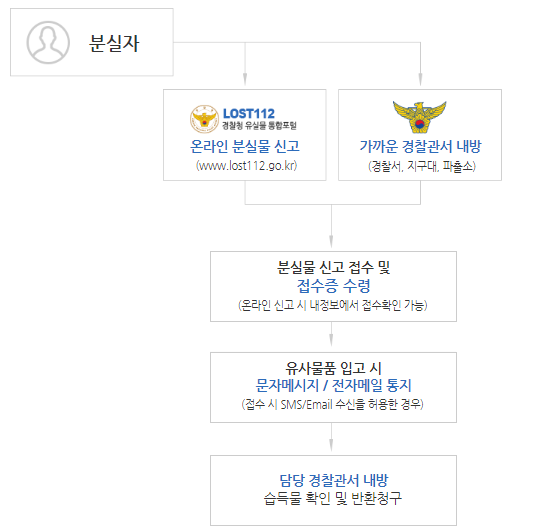 분실자
LOST112
경찰청 유실물 통합포털
온라인 분실물 신고
(www.lost112.go.kr)
가까운 경찰관서 내방
(경찰서, 지구대, 파출소)
분실물 신고 접수 및
접수증 수령
(온라인 신고 시 내정보에서 접수확인 가능)
유사물품 입고 시
문자메시지 / 전자메일 통지
(접수 시 SMS/Email 수신을 허용한 경우)
담당 경찰관서 내방
습득물 확인 및 반환청구